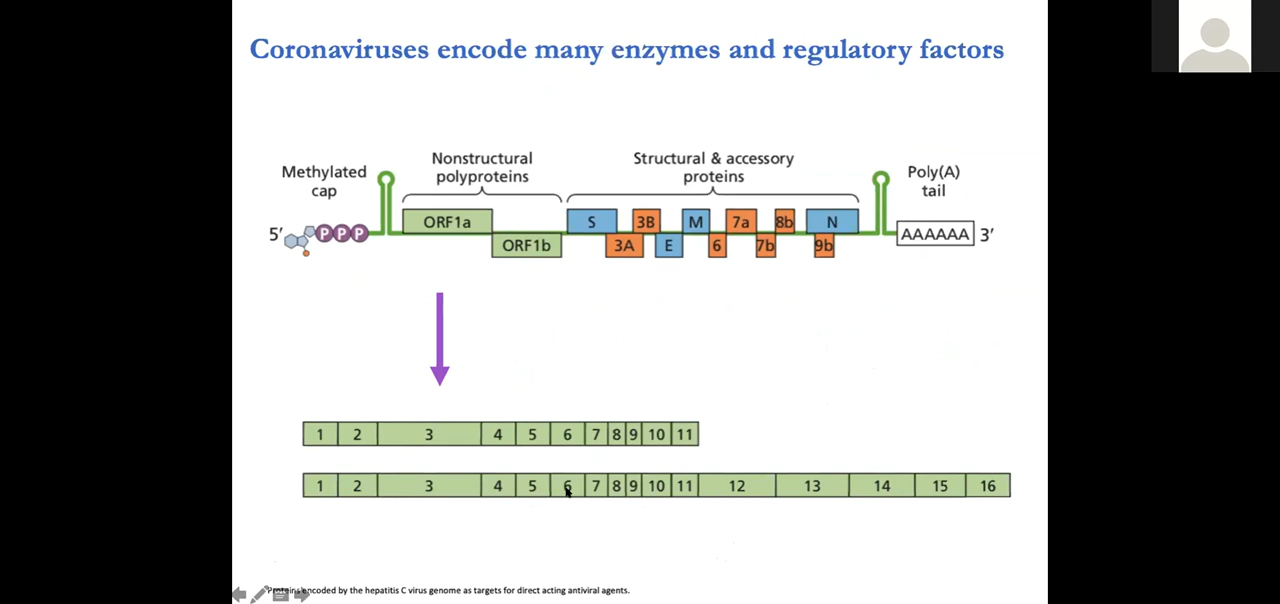 Coronaviruses encode many enzymes and regulatory factors
Methylated
cap
Nonstructural
polyproteins
Structural & accessory
proteins
Poly(A)
tail
5′ P P P ORF1a ORF1b S 3A 3B E M 6 7a 7b 8b N 9b AAAAAA 3′
1 2 3 4 5 6 7 8 9 10 11
1 2 3 4 5 6 7 8 9 10 11 12 13 14 15 16
Proteins encoded by the hepatitis C virus genome as targets for direct acting antiviral agents.